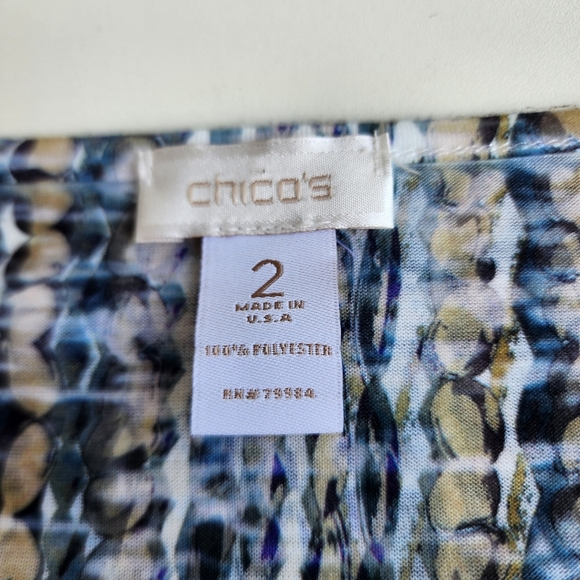 chico's
2
MADE IN
U.S.A
100% POLYESTER
RN# 79984